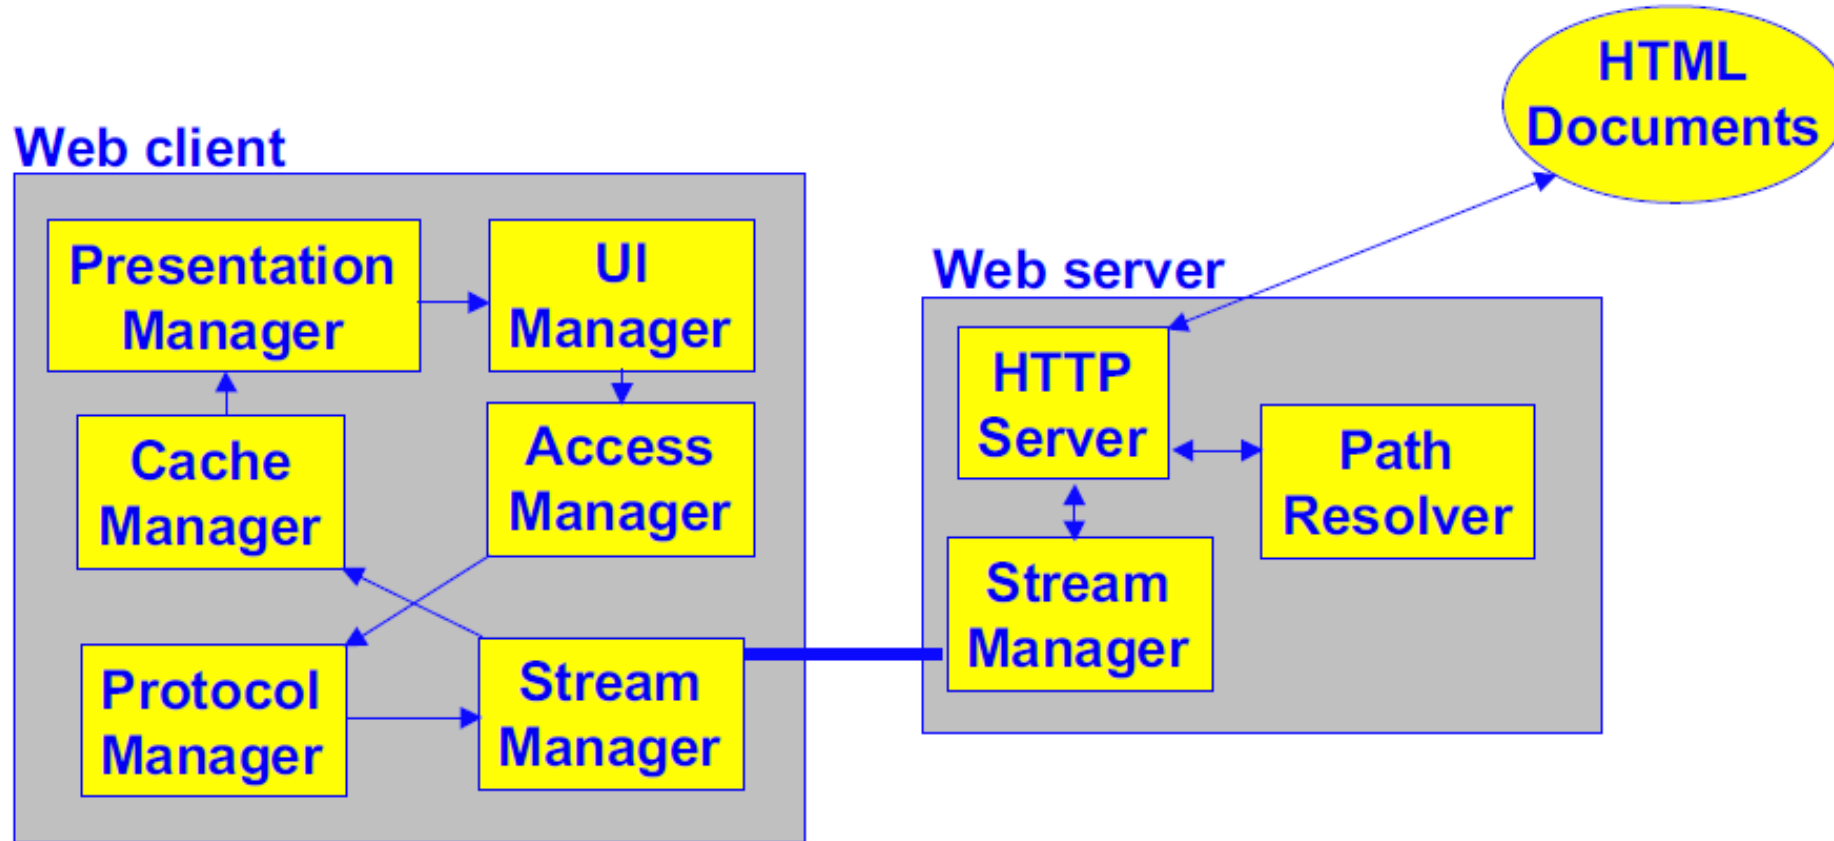 HTML
Documents
Web client
Presentation
Manager
UI
Manager
Cache
Manager
Access
Manager
Protocol
Manager
Stream
Manager
Web server
HTTP
Server
Path
Resolver
Stream
Manager